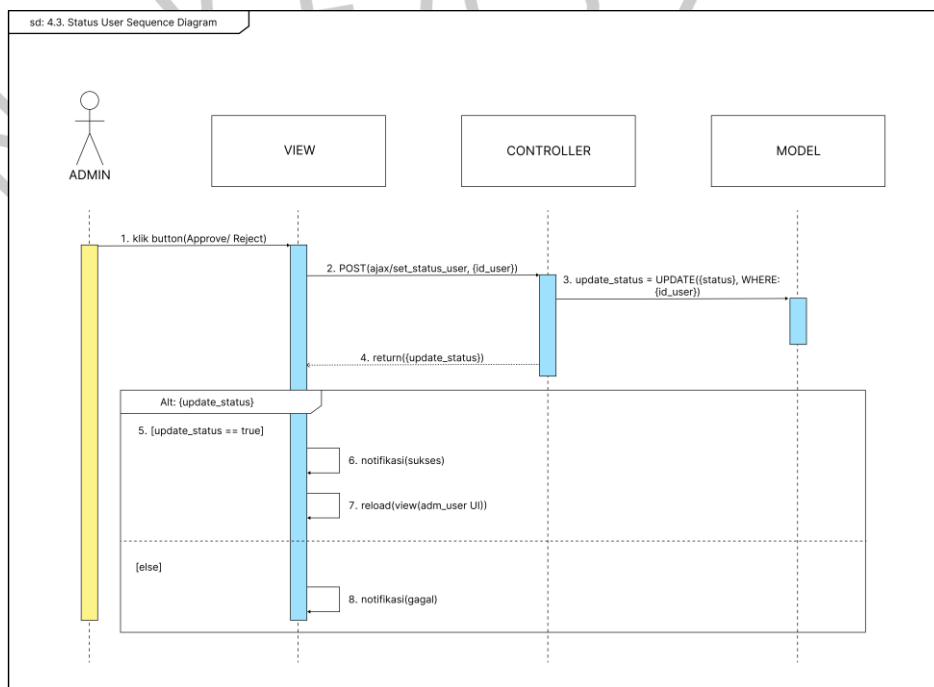 sd: 4.3. Status User Sequence Diagram
ADMIN
VIEW
CONTROLLER
MODEL
1. klik button(Approve/ Reject)
2. POST(ajax/set_status_user, {id_user})
3. update_status = UPDATE({status}, WHERE:
{id_user})
4. return({update_status})
Alt: {update_status}
5. [update_status == true]
6. notifikasi(sukses)
7. reload(view(adm_user UI))
[else]
8. notifikasi(gagal)